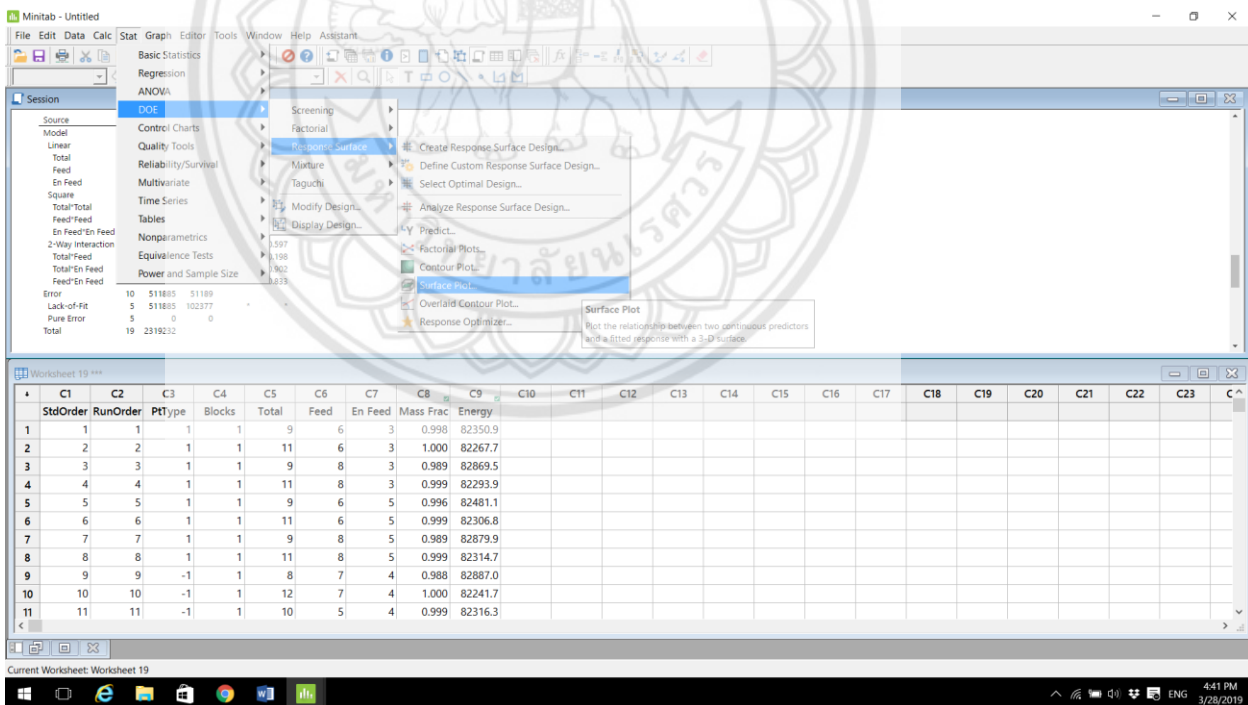 Minitab - Untitled
File Edit Data Calc Stat Graph Editor Tools Window Help Assistant
Session
Source
Model
Linear
Total
Feed
En Feed
Square
Total*Total
Feed*Feed
En Feed*En Feed
2-Way Interaction
Total*Feed
Total*En Feed
Feed*En Feed
Error 10 511885 51189
Lack-of-Fit 5 511885 102377 * *
Pure Error 5 0 0
Total 19 2319232
.597
.198
.902
.833
Basic Statistics
Regression
ANOVA
DOE
Control Charts
Quality Tools
Reliability/Survival
Multivariate
Time Series
Tables
Nonparametrics
Equivalence Tests
Power and Sample Size
Screening
Factorial
Response Surface
Mixture
Taguchi
Modify Design...
Display Design...
Create Response Surface Design...
Define Custom Response Surface Design...
Select Optimal Design...
Analyze Response Surface Design...
Predict...
Factorial Plots...
Contour Plot...
Surface Plot...
Overlaid Contour Plot...
Response Optimizer...
Surface Plot
Plot the relationship between two continuous predictors
and a fitted response with a 3-D surface.
Worksheet 19 ***
C1 C2 C3 C4 C5 C6 C7 C8 C9 C10 C11 C12 C13 C14 C15 C16 C17 C18 C19 C20 C21 C22 C23
StdOrder RunOrder PtType Blocks Total Feed En Feed Mass Frac Energy
1 1 1 1 1 9 6 3 0.998 82350.9
2 2 2 1 1 11 6 3 1.000 82267.7
3 3 3 1 1 9 8 3 0.989 82869.5
4 4 4 1 1 11 8 3 0.999 82293.9
5 5 5 1 1 9 6 5 0.996 82481.1
6 6 6 1 1 11 6 5 0.999 82306.8
7 7 7 1 1 9 8 5 0.989 82879.9
8 8 8 1 1 11 8 5 0.999 82314.7
9 9 9 -1 1 8 7 4 0.988 82887.0
10 10 10 -1 1 12 7 4 1.000 82241.7
11 11 11 -1 1 10 5 4 0.999 82316.3
Current Worksheet: Worksheet 19
ENG
4:41 PM
3/28/2019